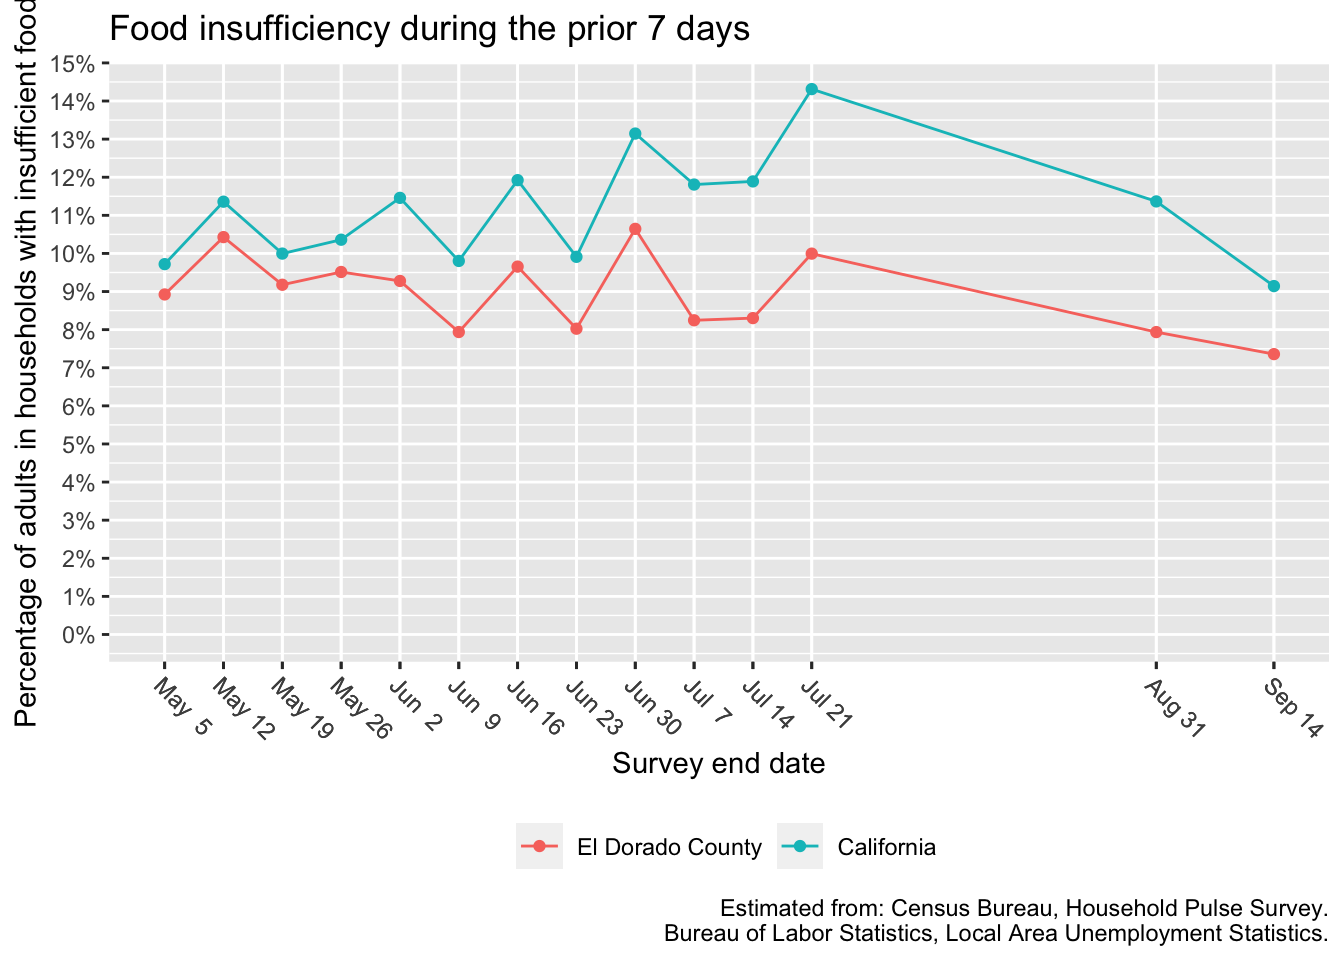 Food insufficiency during the prior 7 days
Percentage of adults in households with insufficient food
15%
14%
13%
12%
11%
10%
9%
8%
7%
6%
5%
4%
3%
2%
1%
0%
May 5
May 12
May 19
May 26
Jun 2
Jun 9
Jun 16
Jun 23
Jun 30
Jul 7
Jul 14
Jul 21
Aug 31
Sep 14
Survey end date
El Dorado County
California
Estimated from: Census Bureau, Household Pulse Survey.
Bureau of Labor Statistics, Local Area Unemployment Statistics.